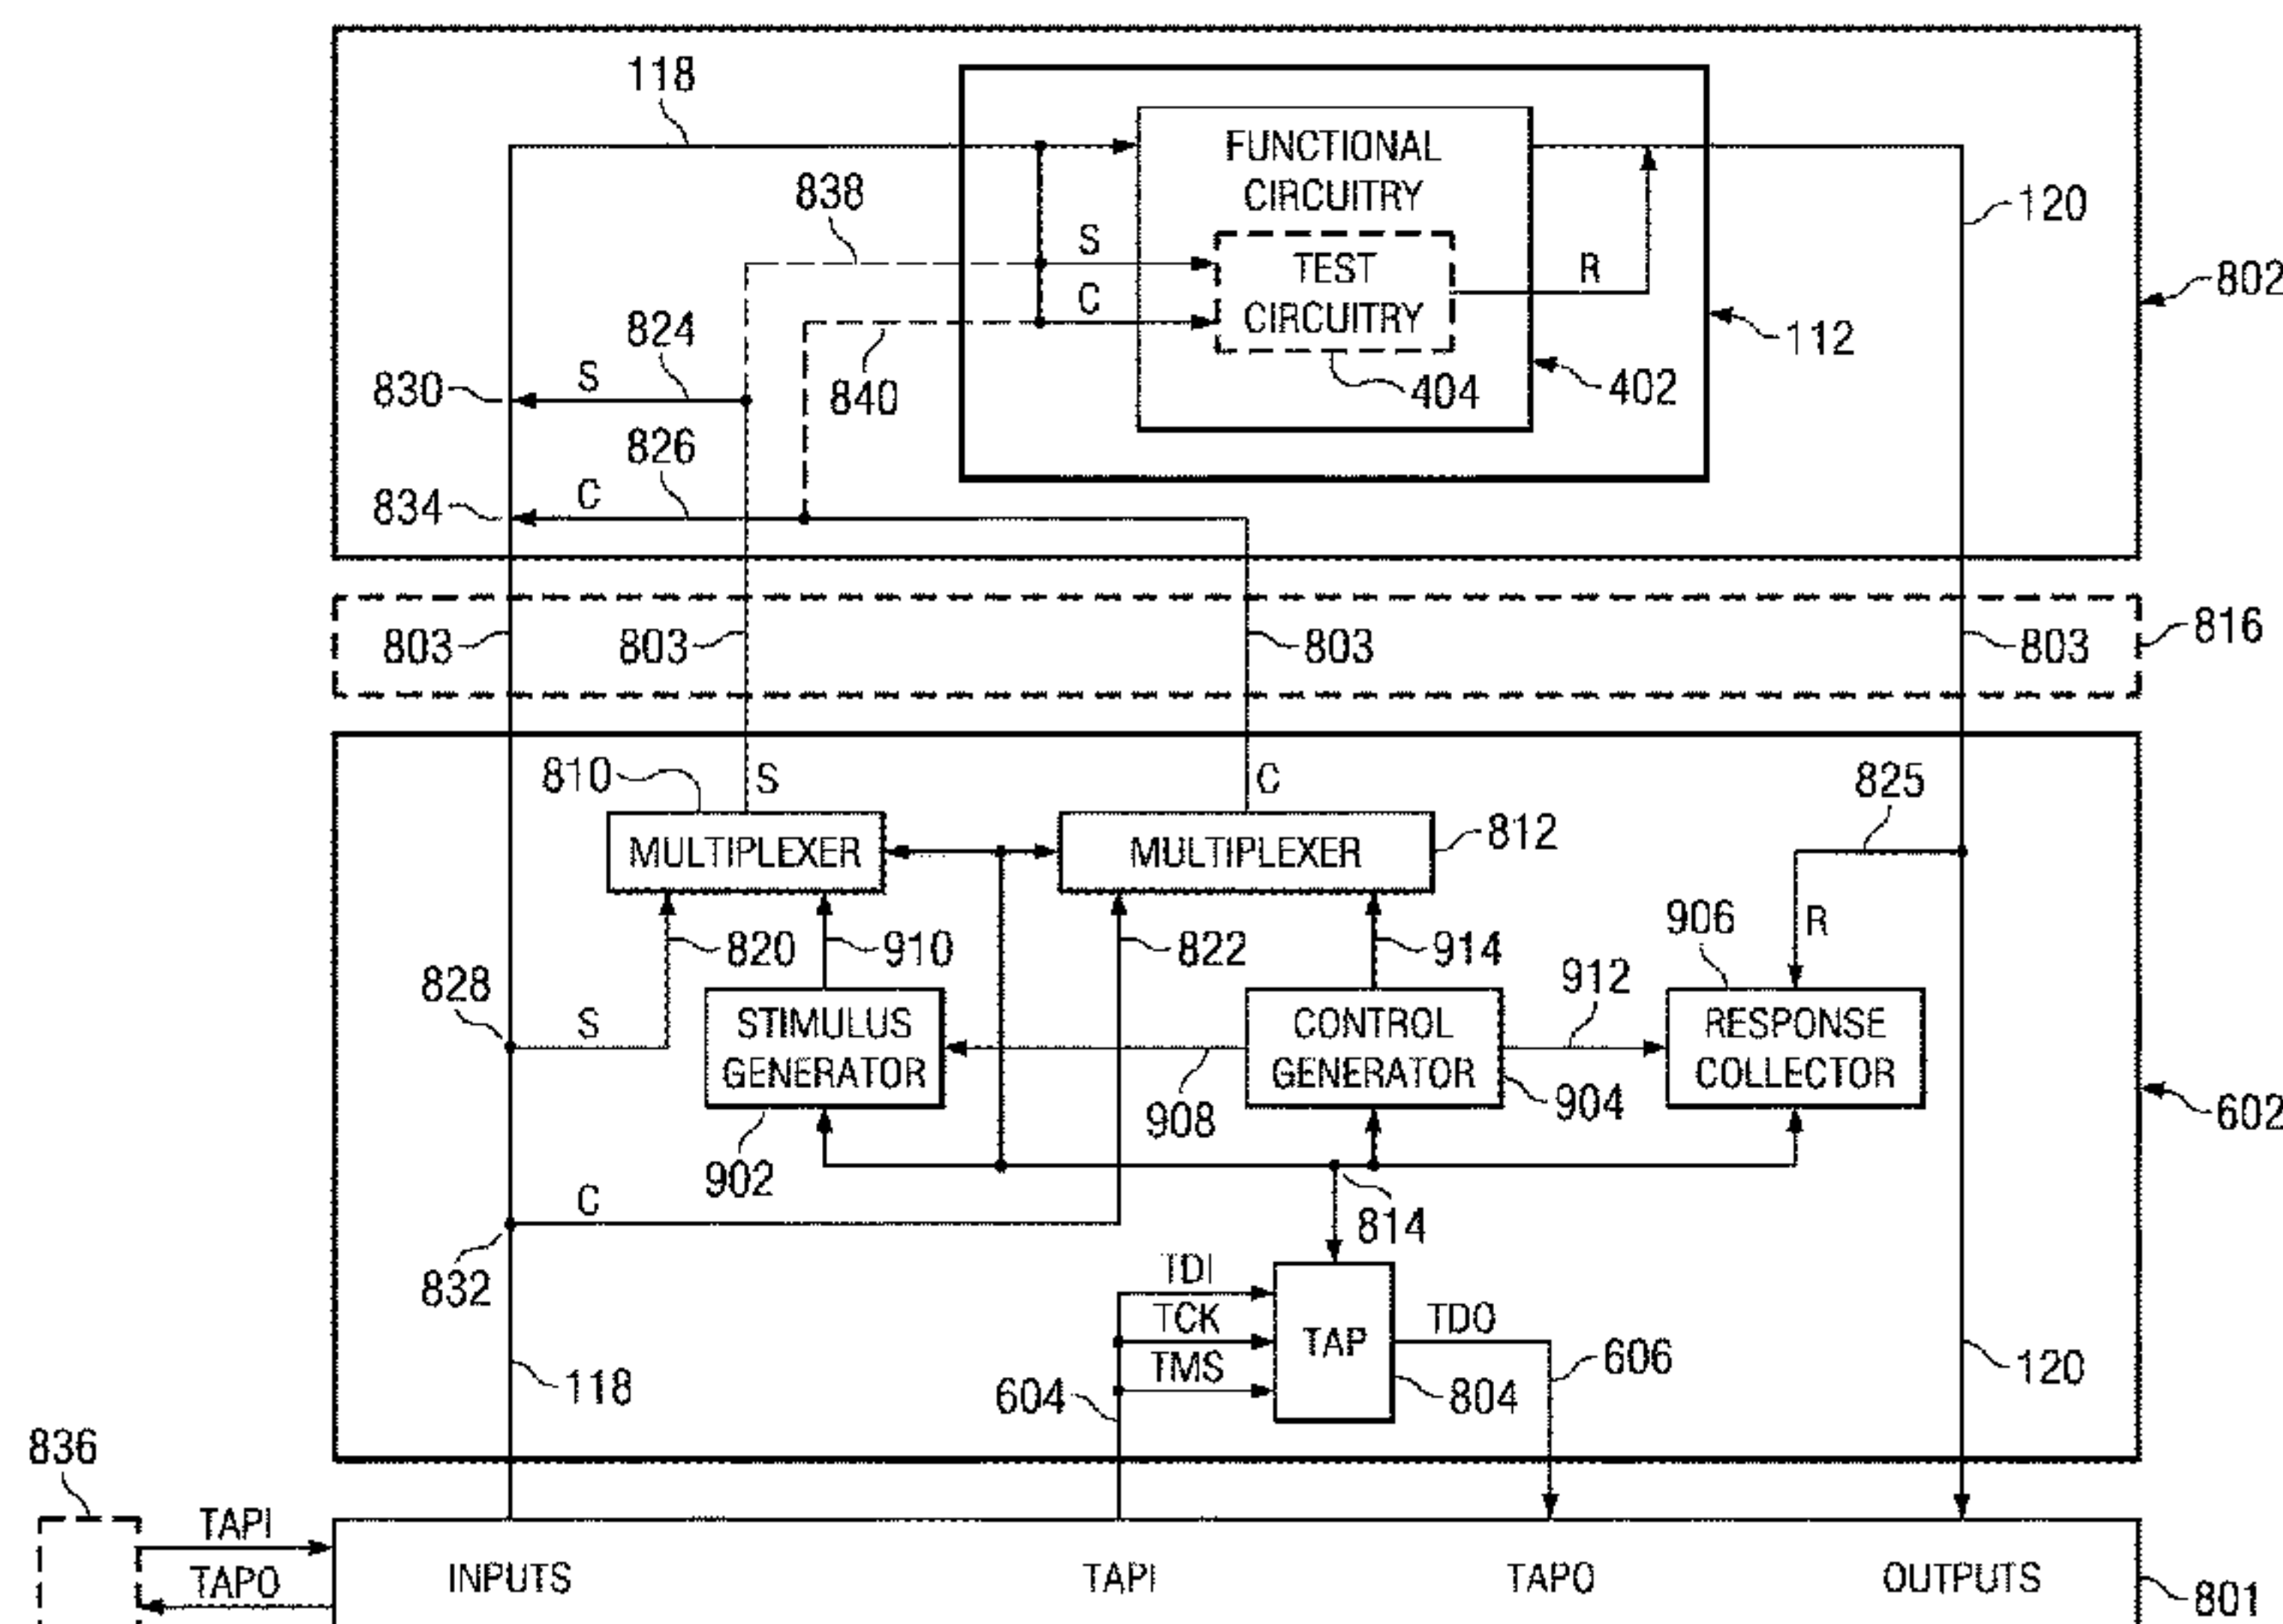 118
FUNCTIONAL
CIRCUITRY
838
120
S
TEST
CIRCUITRY
R
802
C
824
112
830
S
840
404
402
826
834
C
803
803
803
803
816
810
S
C
825
MULTIPLEXER
MULTIPLEXER
812
820
910
822
914
906
R
828
912
S
STIMULUS
GENERATOR
CONTROL
GENERATOR
RESPONSE
COLLECTOR
908
904
602
902
C
814
832
TDI
TCK
TMS
TAP
TDO
606
118
604
804
120
836
TAPI
TAPO
INPUTS
TAPI
TAPO
OUTPUTS
801